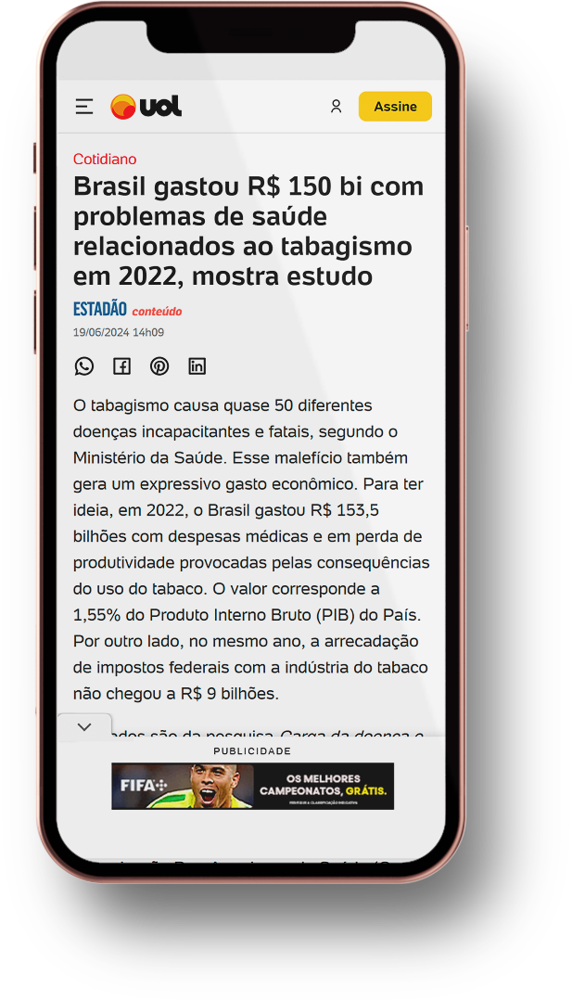 uol
Assine
Cotidiano
Brasil gastou R$ 150 bi com
problemas de saúde
relacionados ao tabagismo
em 2022, mostra estudo
ESTADÃO conteúdo
19/06/2024 14h09
O tabagismo causa quase 50 diferentes
doenças incapacitantes e fatais, segundo o
Ministério da Saúde. Esse malefício também
gera um expressivo gasto econômico. Para ter
ideia, em 2022, o Brasil gastou R$ 153,5
bilhões com despesas médicas e em perda de
produtividade provocadas pelas consequências
do uso do tabaco. O valor corresponde a
1,55% do Produto Interno Bruto (PIB) do País.
Por outro lado, no mesmo ano, a arrecadação
de impostos federais com a indústria do tabaco
não chegou a R$ 9 bilhões.
são da pesquisa Carga da doença e
PUBLICIDADE
FIFA+
OS MELHORES
CAMPEONATOS, GRÁTIS.